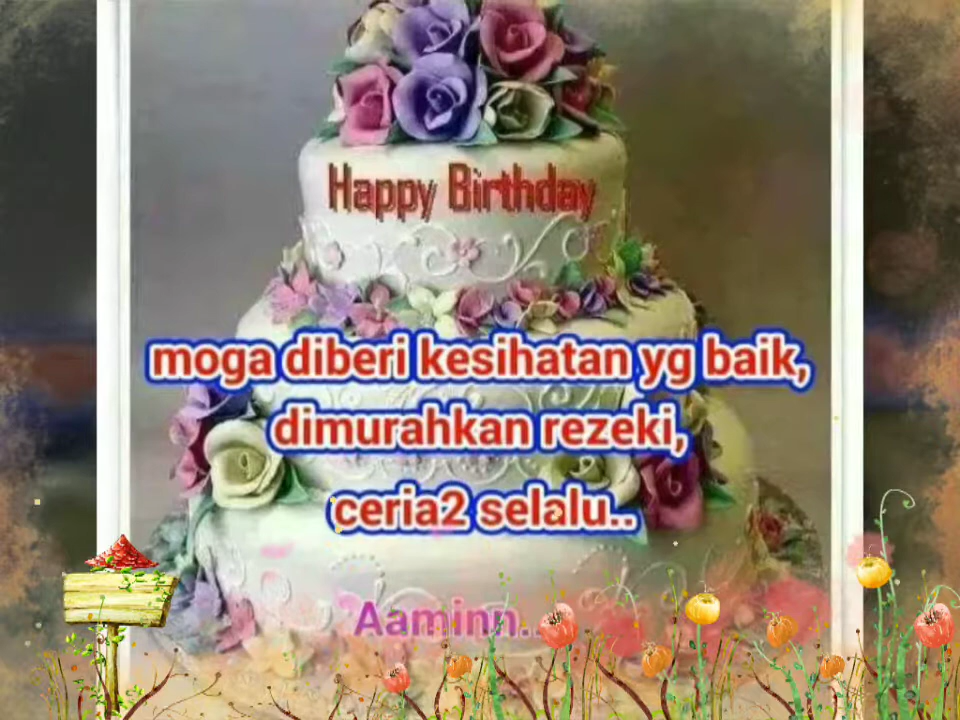 Happy Birthday
moga diberi kesihatan yg baik,
dimurahkan rezeki,
ceria2 selalu..
Aaminn..